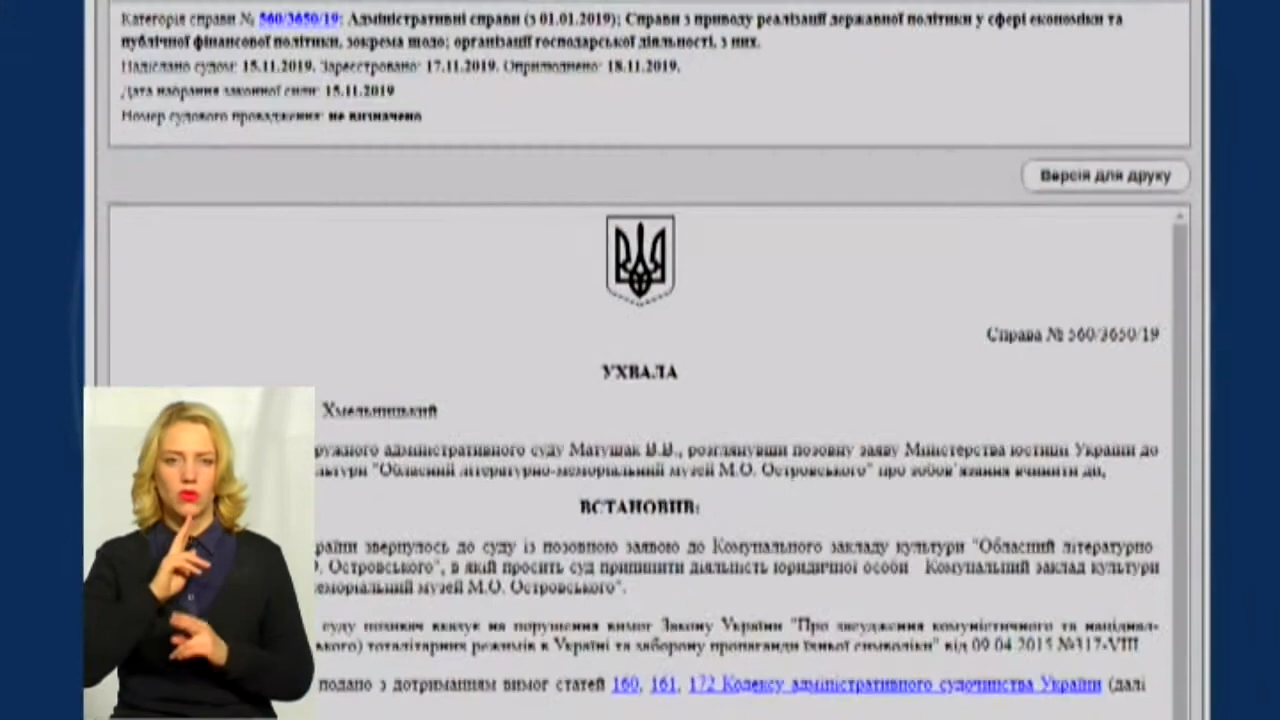 Категорія справи № 560/3650/19: Адміністративні справи (з 01.01.2019); Справи з приводу реалізації державної політики у сфері економіки та
публічної фінансової політики, зокрема щодо; організації господарської діяльності, з них.
Надіслано судом: 15.11.2019. Зареєстровано: 17.11.2019. Оприлюднено: 18.11.2019.
Дата набрання законної сили: 15.11.2019
Номер судового провадження: не визначено
Версія для друку
Справа № 560/3650/19
УХВАЛА
Хмельницький
ружного адміністративного суду Матущак В.В., розглянувши позовну заяву Міністерства юстиції України до
льтури "Обласний літературно-меморіальний музей М.О. Островського" про зобов'язання вчинити дії,
ВСТАНОВИВ:
раїни звернулось до суду із позовною заявою до Комунального закладу культури "Обласний літературно
О. Островського", в якій просить суд припинити діяльність юридичної особи Комунальний заклад культури
еморіальний музей М.О. Островського".
суду позивач вказує на порушення вимог Закону України "Про засудження комуністичного та націонал-
ького) тоталітарних режимів в Україні та заборону пропаганди їхньої символіки" від 09.04.2015 №317-VIII
подано з дотриманням вимог статей 160, 161, 172 Кодексу адміністративного судочинства України (далі